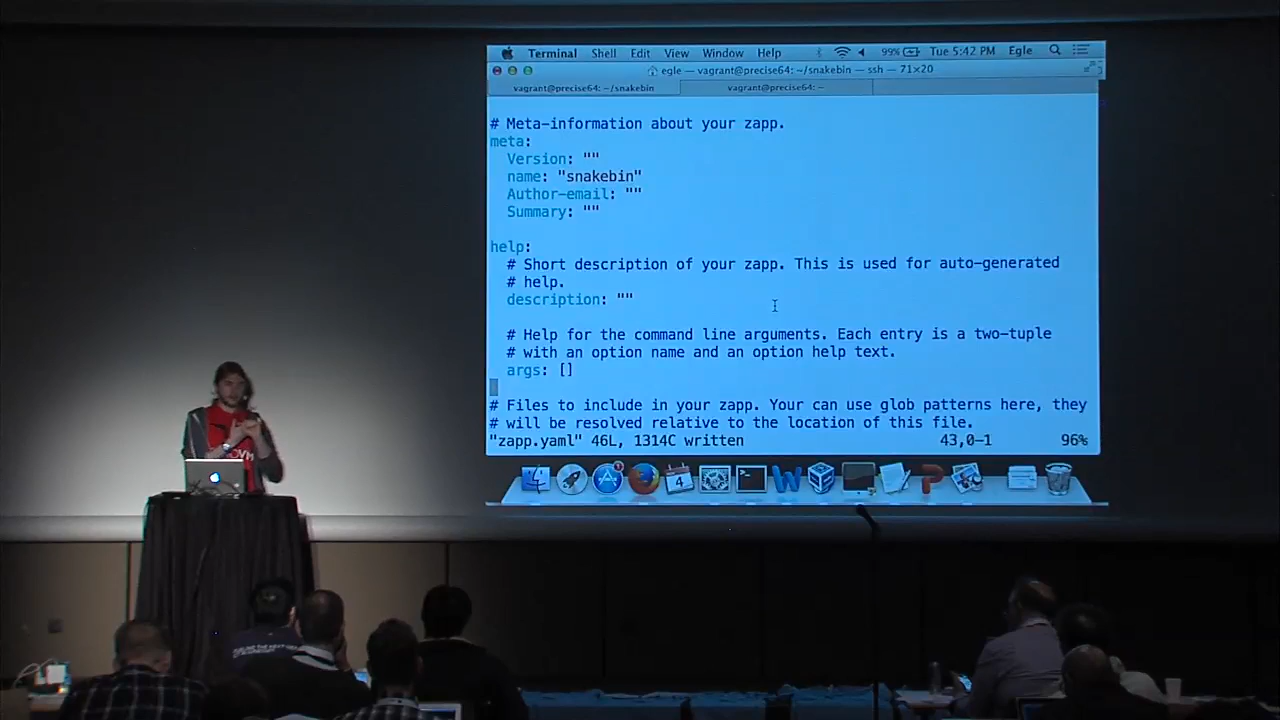 Terminal Shell Edit View Window Help 99% Tue 5:42 PM Egle
egle — vagrant@precise64: ~/snakebin — ssh — 71×20
vagrant@precise64: ~/snakebin vagrant@precise64: ~
# Meta-information about your zapp.
meta:
Version: ""
name: "snakebin"
Author-email: ""
Summary: ""
help:
# Short description of your zapp. This is used for auto-generated
# help.
description: ""
# Help for the command line arguments. Each entry is a two-tuple
# with an option name and an option help text.
args: []
# Files to include in your zapp. Your can use glob patterns here, they
# will be resolved relative to the location of this file.
"zapp.yaml" 46L, 1314C written 43,0-1 96%
4